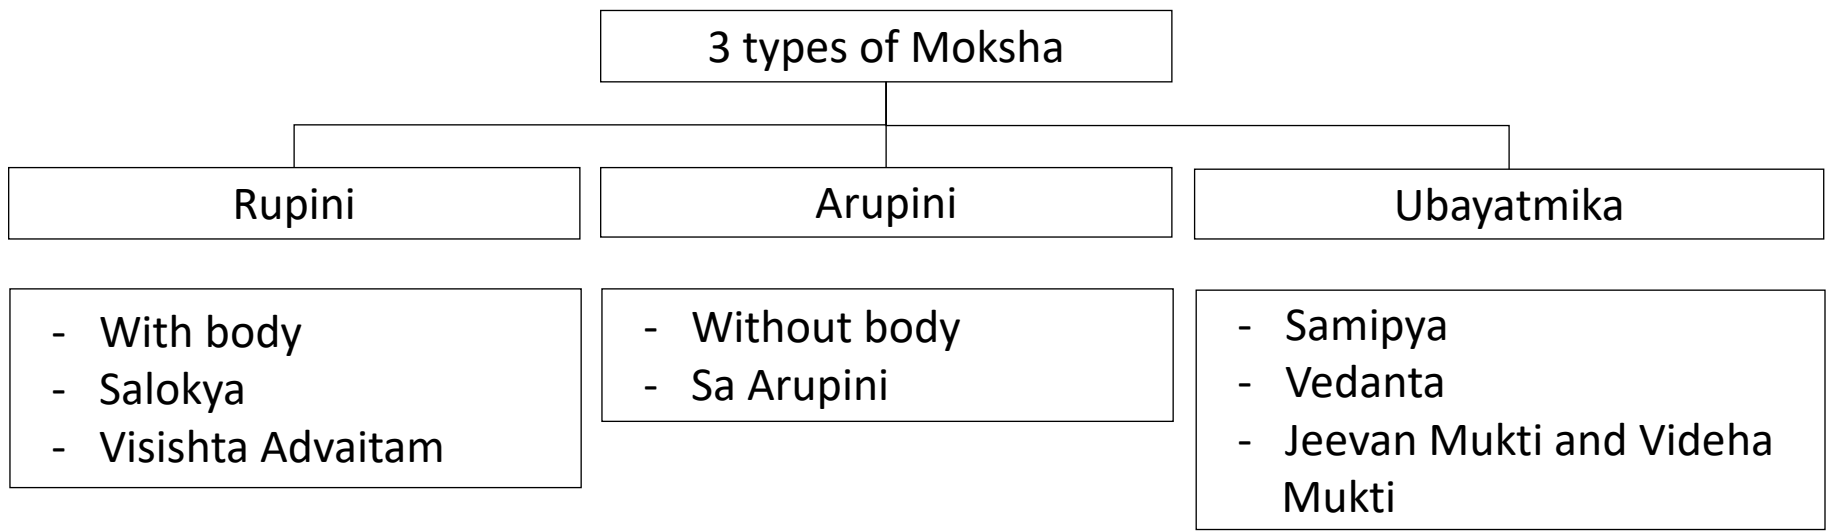 3 types of Moksha
Rupini
Arupini
Ubayatmika
- With body
- Salokya
- Visishta Advaitam
- Without body
- Sa Arupini
- Samipya
- Vedanta
- Jeevan Mukti and Videha
Mukti